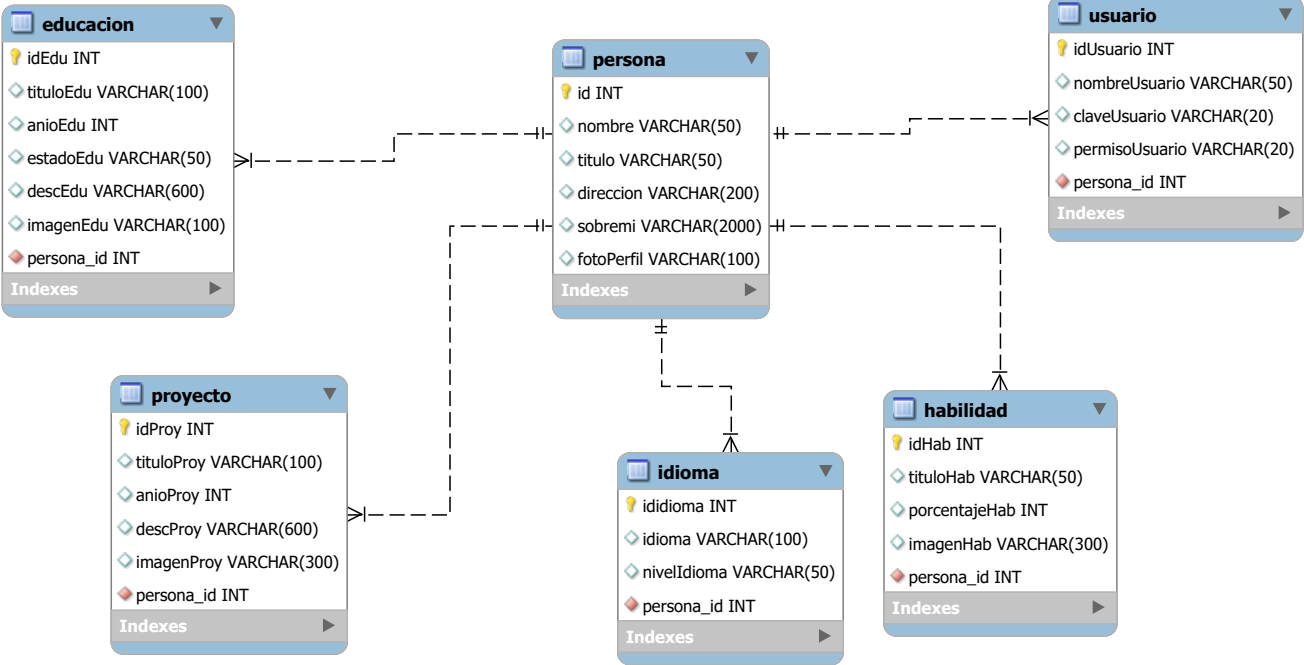 educacion
idEdu INT
tituloEdu VARCHAR(100)
anioEdu INT
estadoEdu VARCHAR(50)
descEdu VARCHAR(600)
imagenEdu VARCHAR(100)
persona_id INT
Indexes
persona
id INT
nombre VARCHAR(50)
titulo VARCHAR(50)
direccion VARCHAR(200)
sobremi VARCHAR(2000)
fotoPerfil VARCHAR(100)
Indexes
usuario
idUsuario INT
nombreUsuario VARCHAR(50)
claveUsuario VARCHAR(20)
permisoUsuario VARCHAR(20)
persona_id INT
Indexes
proyecto
idProy INT
tituloProy VARCHAR(100)
anioProy INT
descProy VARCHAR(600)
imagenProy VARCHAR(300)
persona_id INT
Indexes
idioma
ididioma INT
idioma VARCHAR(100)
nivelIdioma VARCHAR(50)
persona_id INT
Indexes
habilidad
idHab INT
tituloHab VARCHAR(50)
porcentajeHab INT
imagenHab VARCHAR(300)
persona_id INT
Indexes